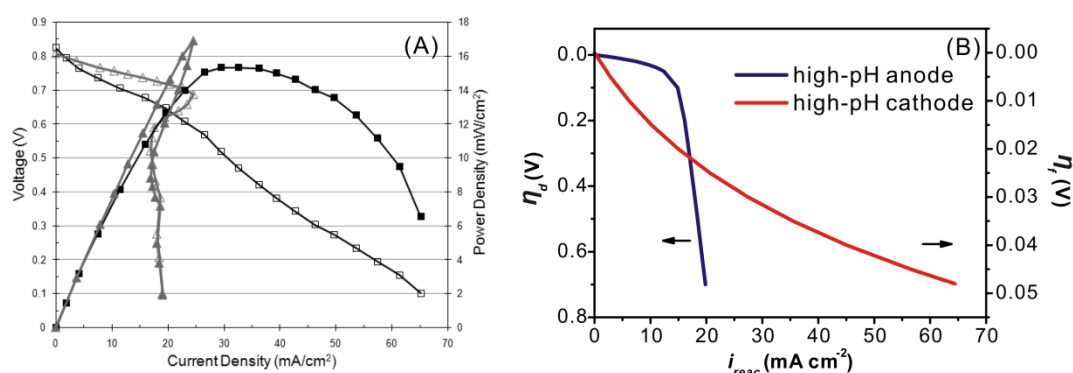 (A)
Voltage (V)
0.9
0.8
0.7
0.6
0.5
0.4
0.3
0.2
0.1
0
0 10 20 30 40 50 60 70
Current Density (mA/cm²)
18
16
14
12
10
8
6
4
2
0
Power Density (mW/cm²)
(B)
high-pH anode
high-pH cathode
η_d (V)
0.0
0.2
0.4
0.6
0.8
0 10 20 30 40 50 60 70
i_reac (mA cm⁻²)
0.00
0.01
0.02
0.03
0.04
0.05
η_f (V)